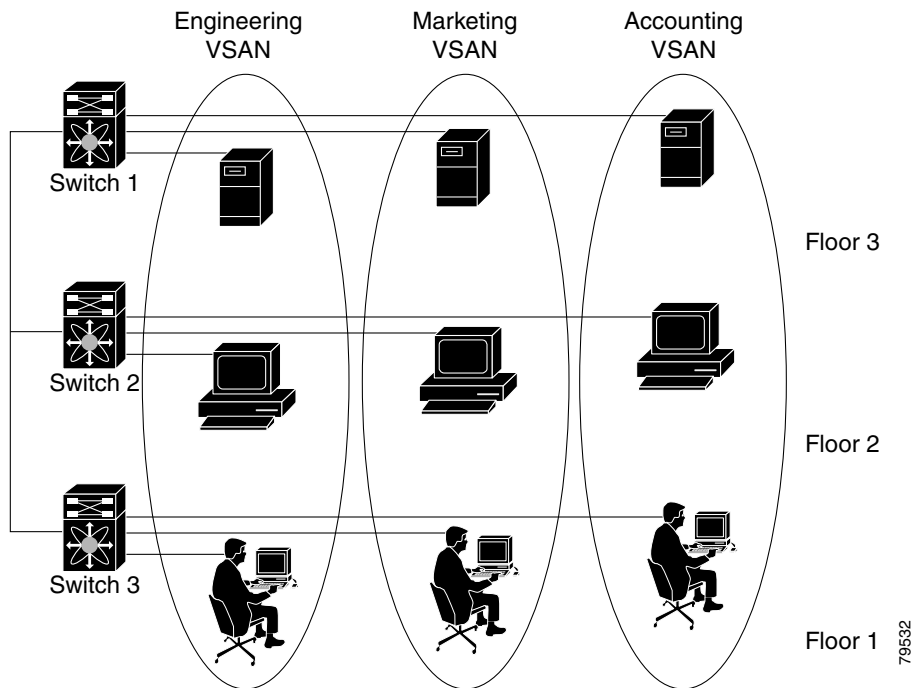 Engineering
VSAN
Marketing
VSAN
Accounting
VSAN
Switch 1
Floor 3
Switch 2
Floor 2
Switch 3
Floor 1
79532